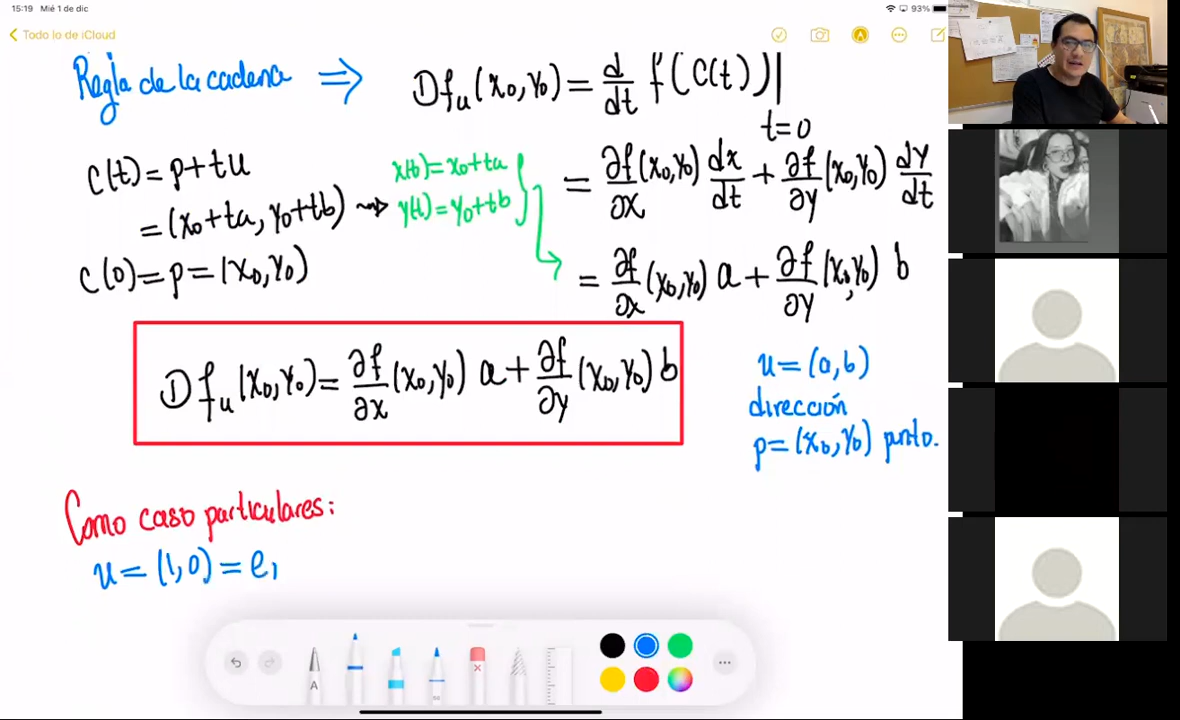 15:19 Mié 1 de dic
93%
Todo lo de iCloud
Regla de la cadena ⇒ Dfᵤ(x₀,y₀) = d/dt f(C(t))| t=0
C(t)=p+tu
=(x₀+ta, y₀+tb) ⇝ x(t)=x₀+ta
y(t)=y₀+tb
C(0)=p=(x₀,y₀)
= ∂f/∂x (x₀,y₀) dx/dt + ∂f/∂y (x₀,y₀) dy/dt
= ∂f/∂x (x₀,y₀) a + ∂f/∂y (x₀,y₀) b
Dfᵤ(x₀,y₀)= ∂f/∂x (x₀,y₀) a + ∂f/∂y (x₀,y₀) b
u=(a,b)
dirección
p=(x₀,y₀) punto.
Como caso particulares:
u=(1,0)=e₁
A